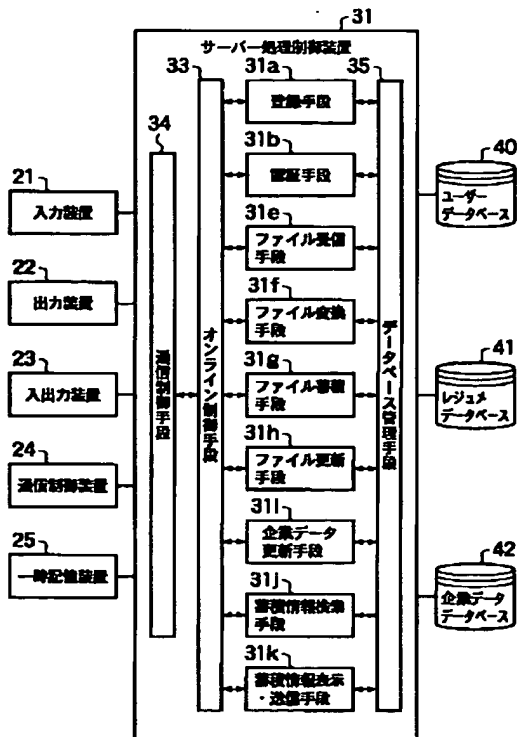 31
サーバー処理制御装置
33
31a
35
34
登録手段
31b
40
21
認証手段
ユーザー
データベース
入力装置
31e
ファイル受信
手段
22
31f
出力装置
ファイル変換
手段
23
31g
41
入出力装置
ファイル蓄積
手段
レジュメ
データベース
通信制御手段
オンライン制御手段
データベース管理手段
24
31h
通信制御装置
ファイル更新
手段
25
31i
一時記憶装置
企業データ
更新手段
42
31j
蓄積情報検索
手段
企業データ
データベース
31k
蓄積情報表示
・送信手段